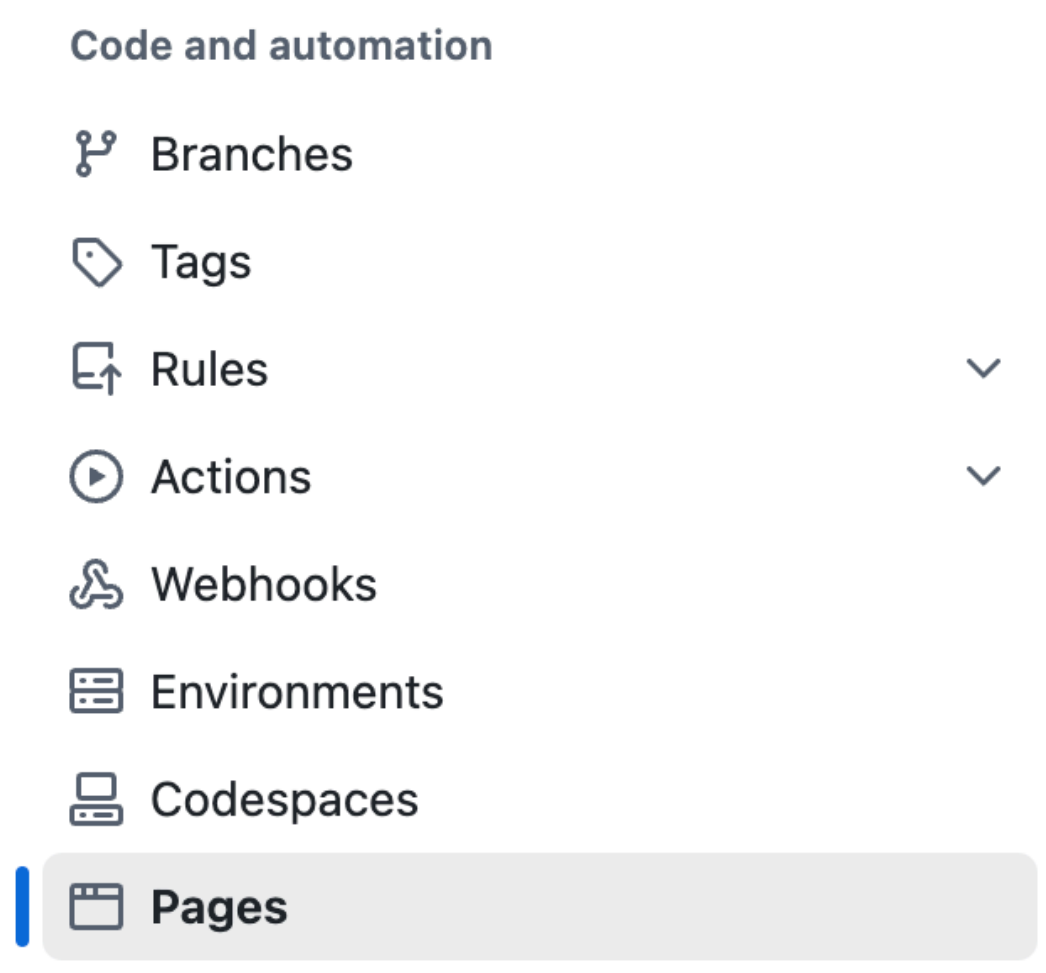 Code and automation
Branches
Tags
Rules
Actions
Webhooks
Environments
Codespaces
Pages